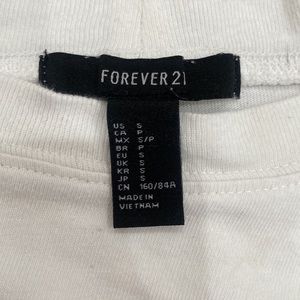 FOREVER 21
US S
CA P
MX S/P
BR P
EU S
UK S
KR S
JP S
CN 160/84A
MADE IN
VIETNAM